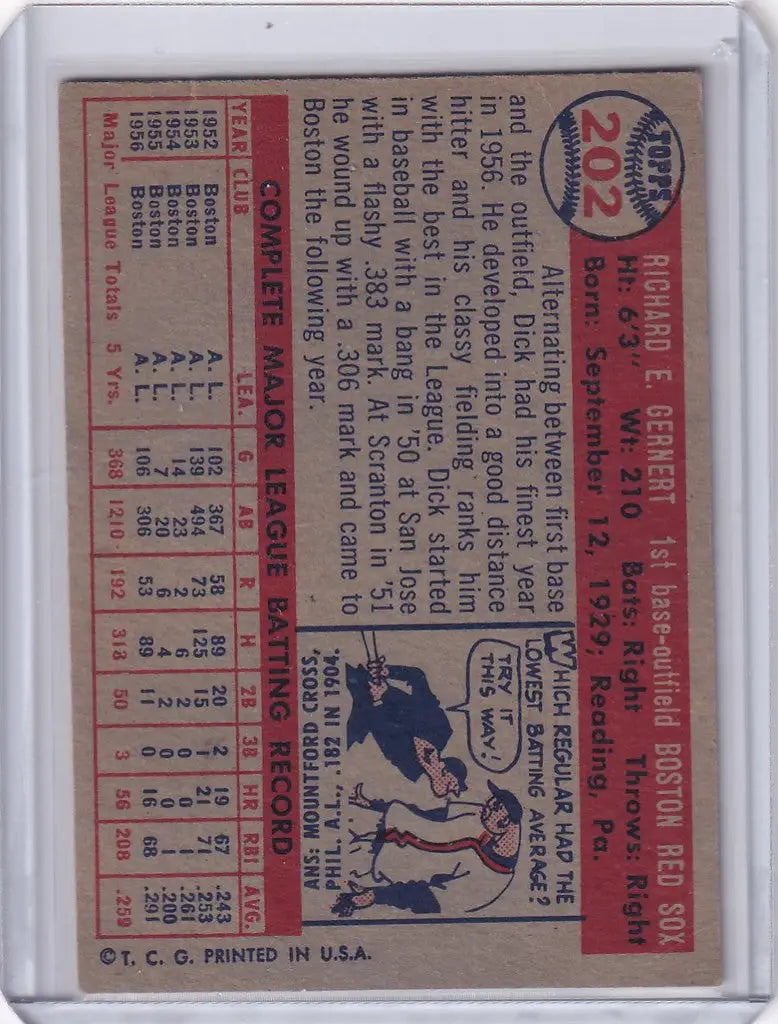 TOPPS
202
RICHARD E. GERNERT 1st base-outfield BOSTON RED SOX
Ht: 6'3" Wt: 210 Bats: Right Throws: Right
Born: September 12, 1929; Reading, Pa.
Alternating between first base
and the outfield, Dick had his finest year
in 1956. He developed into a good distance
hitter and his classy fielding ranks him
with the best in the League. Dick started
in baseball with a bang in '50 at San Jose
with a flashy .383 mark. At Scranton in '51
he wound up with a .306 mark and came to
Boston the following year.
WHICH REGULAR HAD THE
LOWEST BATTING AVERAGE?
TRY IT
THIS WAY!
ANS: MOUNTFORD CROSS,
PHIL. A.L., .182 IN 1904.
COMPLETE MAJOR LEAGUE BATTING RECORD
YEAR CLUB LEA. G AB R H 2B 3B HR RBI AVG.
1952 Boston A. L. 102 367 58 89 20 2 19 67 .243
1953 Boston A. L. 139 494 73 125 15 1 21 71 .253
1954 Boston A. L. 14 23 2 6 2 0 0 1 .261
1955 Boston A. L. 7 20 6 4 2 0 0 1 .200
1956 Boston A. L. 106 306 53 89 11 0 16 68 .291
Major League Totals 5 Yrs. 368 1210 192 313 50 3 56 208 .259
© T. C. G. PRINTED IN U.S.A.